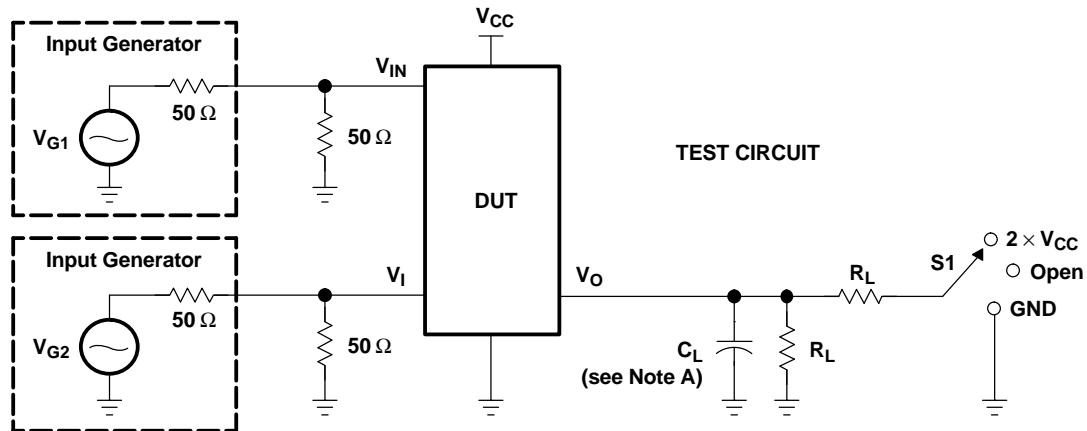 V_CC
Input Generator
V_IN
50 Ω
V_G1
50 Ω
TEST CIRCUIT
DUT
Input Generator
V_I
V_O
50 Ω
V_G2
50 Ω
C_L
(see Note A)
R_L
R_L
S1
2 × V_CC
Open
GND